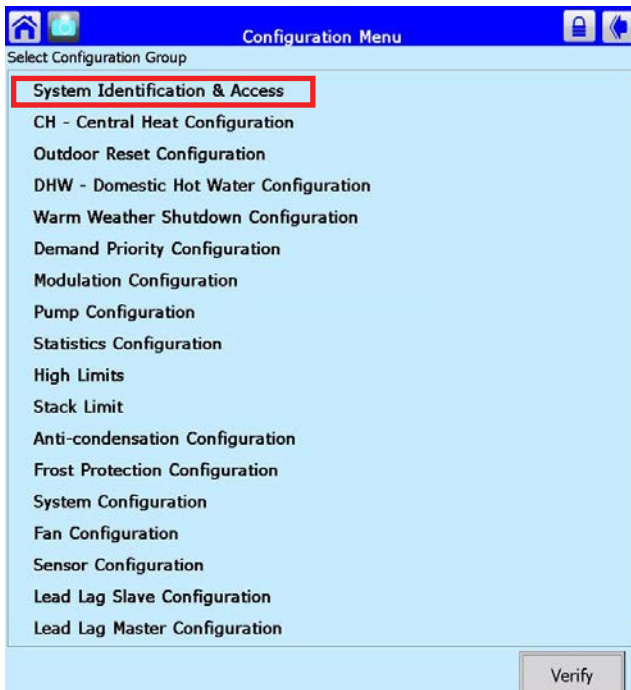 Configuration Menu
Select Configuration Group
System Identification & Access
CH - Central Heat Configuration
Outdoor Reset Configuration
DHW - Domestic Hot Water Configuration
Warm Weather Shutdown Configuration
Demand Priority Configuration
Modulation Configuration
Pump Configuration
Statistics Configuration
High Limits
Stack Limit
Anti-condensation Configuration
Frost Protection Configuration
System Configuration
Fan Configuration
Sensor Configuration
Lead Lag Slave Configuration
Lead Lag Master Configuration
Verify